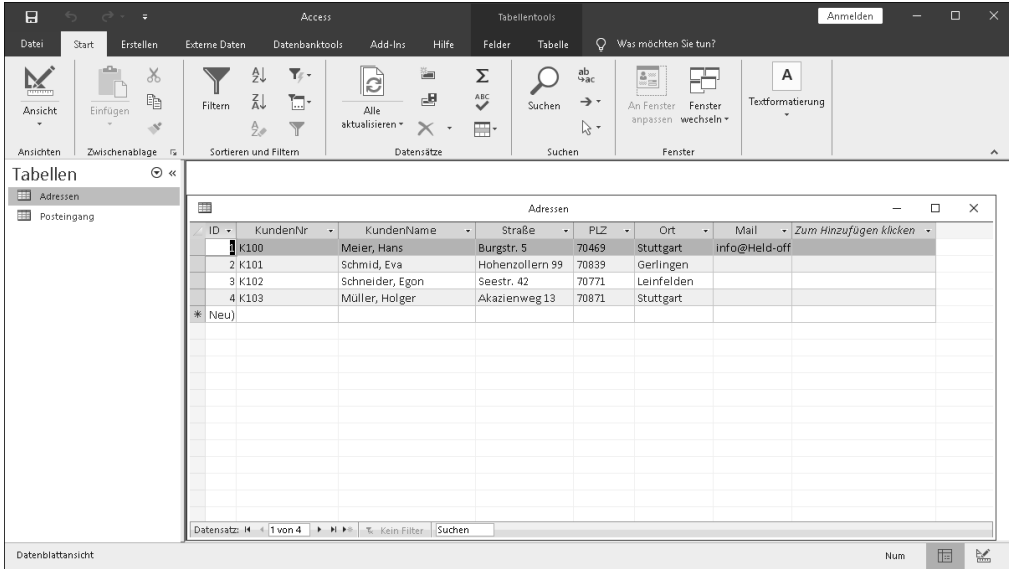 Access
Tabellentools
Anmelden
Datei Start Erstellen Externe Daten Datenbanktools Add-Ins Hilfe Felder Tabelle Was möchten Sie tun?
Ansicht
Einfügen
Filtern
Alle
aktualisieren
ABC
Suchen
ab
ac
An Fenster
anpassen
Fenster
wechseln
A
Textformatierung
Ansichten Zwischenablage Sortieren und Filtern Datensätze Suchen Fenster
Tabellen
Adressen
Posteingang
Adressen
ID KundenNr KundenName Straße PLZ Ort Mail Zum Hinzufügen klicken
1 K100 Meier, Hans Burgstr. 5 70469 Stuttgart info@Held-off
2 K101 Schmid, Eva Hohenzollern 99 70839 Gerlingen
3 K102 Schneider, Egon Seestr. 42 70771 Leinfelden
4 K103 Müller, Holger Akazienweg 13 70871 Stuttgart
Neu)
Datensatz: 1 von 4 Kein Filter Suchen
Datenblattansicht
Num